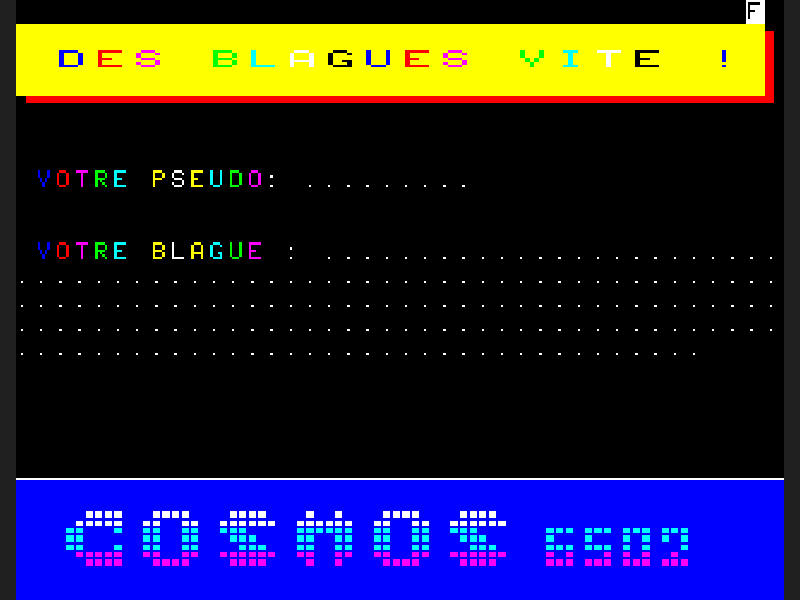 F
DES BLAGUES VITE !
VOTRE PSEUDO: .........
VOTRE BLAGUE : ........................
........................................
........................................
........................................
....................................
COSMOS 6502